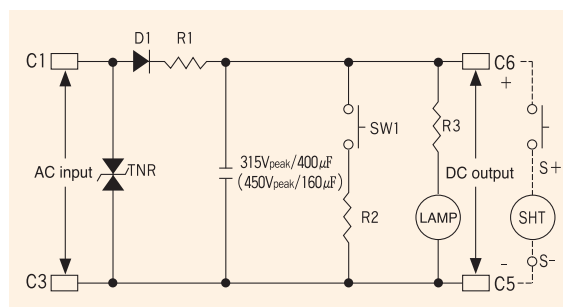 D1
R1
C1
C6
+
SW1
R3
S+
AC input
TNR
315Vpeak/400μF
(450Vpeak/160μF)
DC output
R2
LAMP
SHT
-
S-
C3
C5